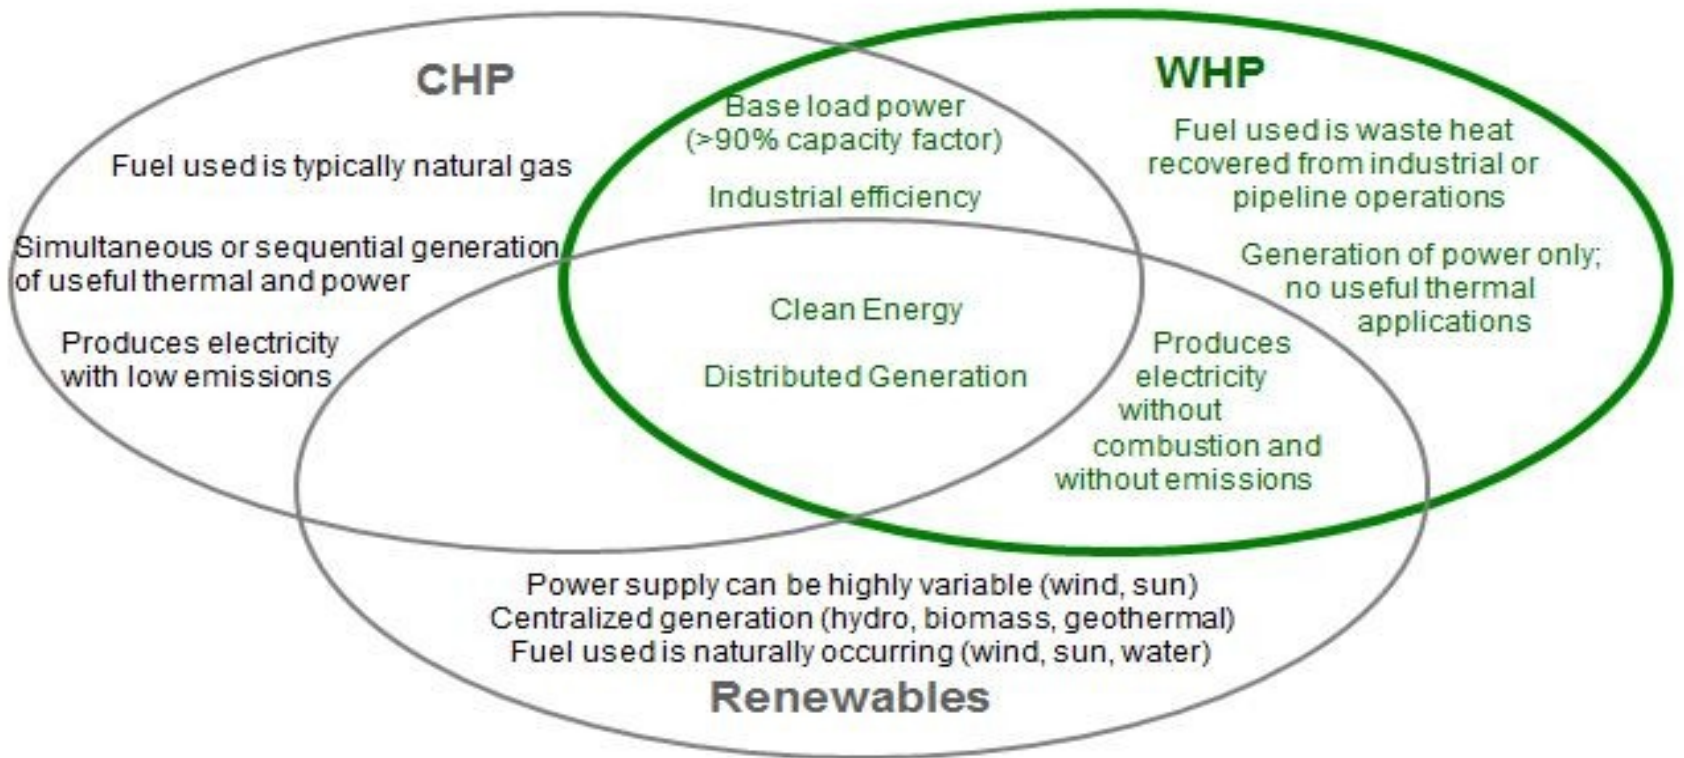 CHP
Fuel used is typically natural gas
Simultaneous or sequential generation
of useful thermal and power
Produces electricity
with low emissions
Base load power
(>90% capacity factor)
Industrial efficiency
Clean Energy
Distributed Generation
WHP
Fuel used is waste heat
recovered from industrial or
pipeline operations
Generation of power only;
no useful thermal
applications
Produces
electricity
without
combustion and
without emissions
Power supply can be highly variable (wind, sun)
Centralized generation (hydro, biomass, geothermal)
Fuel used is naturally occurring (wind, sun, water)
Renewables